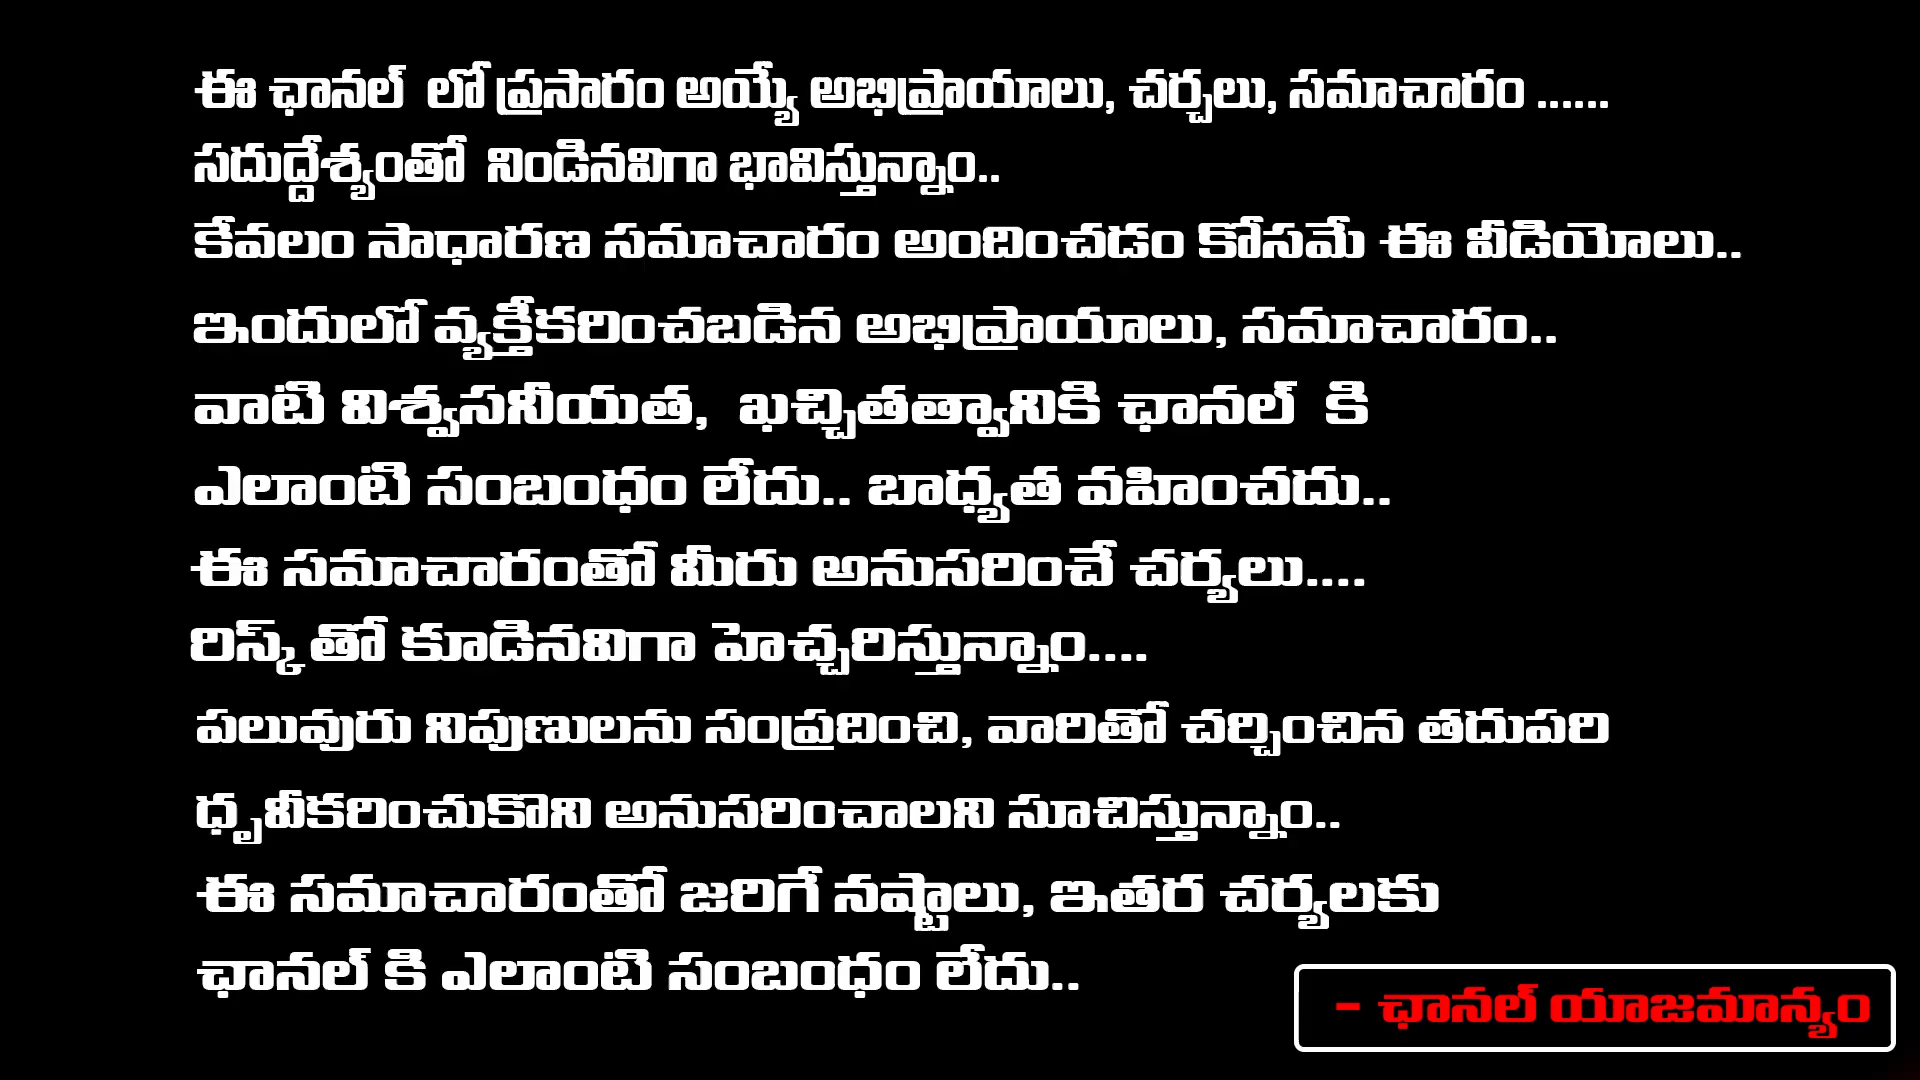 ఈ ఛానల్ లో ప్రసారం అయ్యే అభిప్రాయాలు, చర్చలు, సమాచారం ......
సదుద్దేశ్యంతో నిండినవిగా భావిస్తున్నాం..
కేవలం సాధారణ సమాచారం అందించడం కోసమే ఈ వీడియోలు..
ఇందులో వ్యక్తీకరించబడిన అభిప్రాయాలు, సమాచారం..
వాటి విశ్వసనీయత, ఖచ్చితత్వానికి ఛానల్ కి
ఎలాంటి సంబంధం లేదు.. బాధ్యత వహించదు..
ఈ సమాచారంతో మీరు అనుసరించే చర్యలు....
రిస్క్ తో కూడినవిగా హెచ్చరిస్తున్నాం....
పలువురు నిపుణులను సంప్రదించి, వారితో చర్చించిన తదుపరి
ధృవీకరించుకొని అనుసరించాలని సూచిస్తున్నాం..
ఈ సమాచారంతో జరిగే నష్టాలు, ఇతర చర్యలకు
ఛానల్ కి ఎలాంటి సంబంధం లేదు..
- ఛానల్ యాజమాన్యం